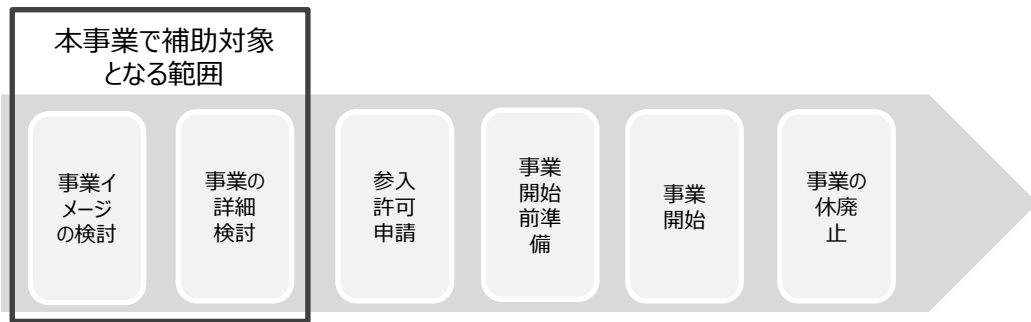 本事業で補助対象
となる範囲
事業イ
メージ
の検討
事業の
詳細
検討
参入
許可
申請
事業
開始
前準
備
事業
開始
事業の
休廃
止